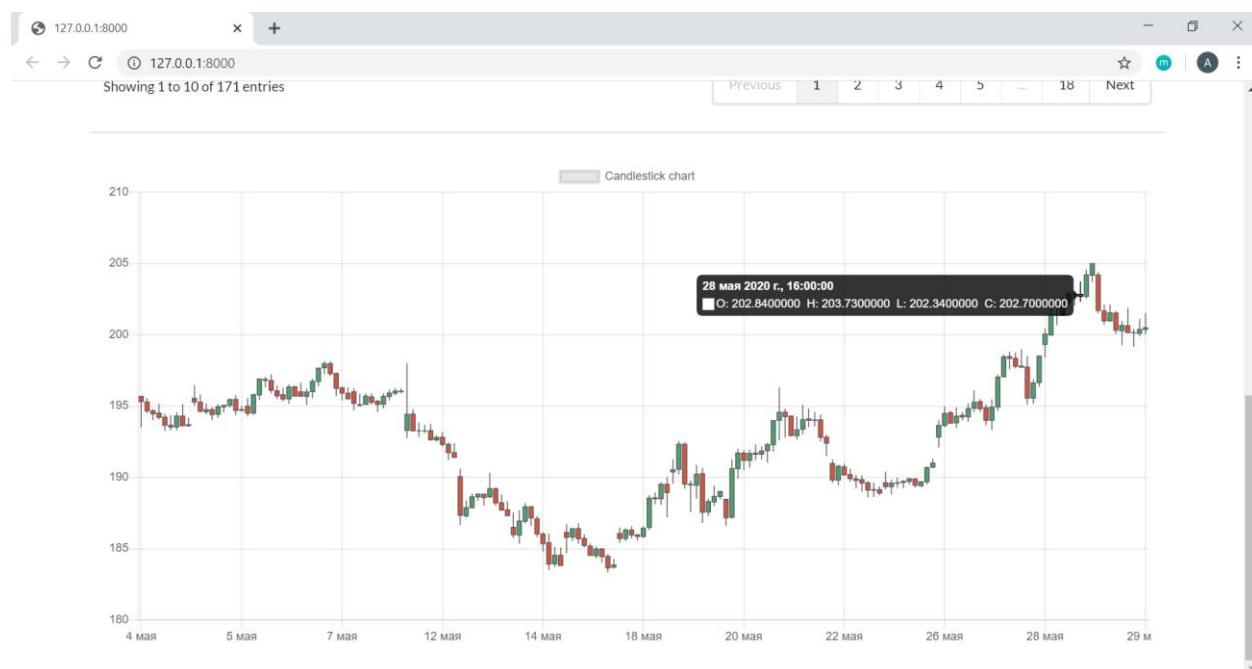 127.0.0.1:8000
127.0.0.1:8000
m
A
Showing 1 to 10 of 171 entries
Previous 1 2 3 4 5 ... 18 Next
Candlestick chart
210
205
28 мая 2020 г., 16:00:00
O: 202.8400000 H: 203.7300000 L: 202.3400000 C: 202.7000000
200
195
190
185
180
4 мая 5 мая 7 мая 12 мая 14 мая 18 мая 20 мая 22 мая 26 мая 28 мая 29 м